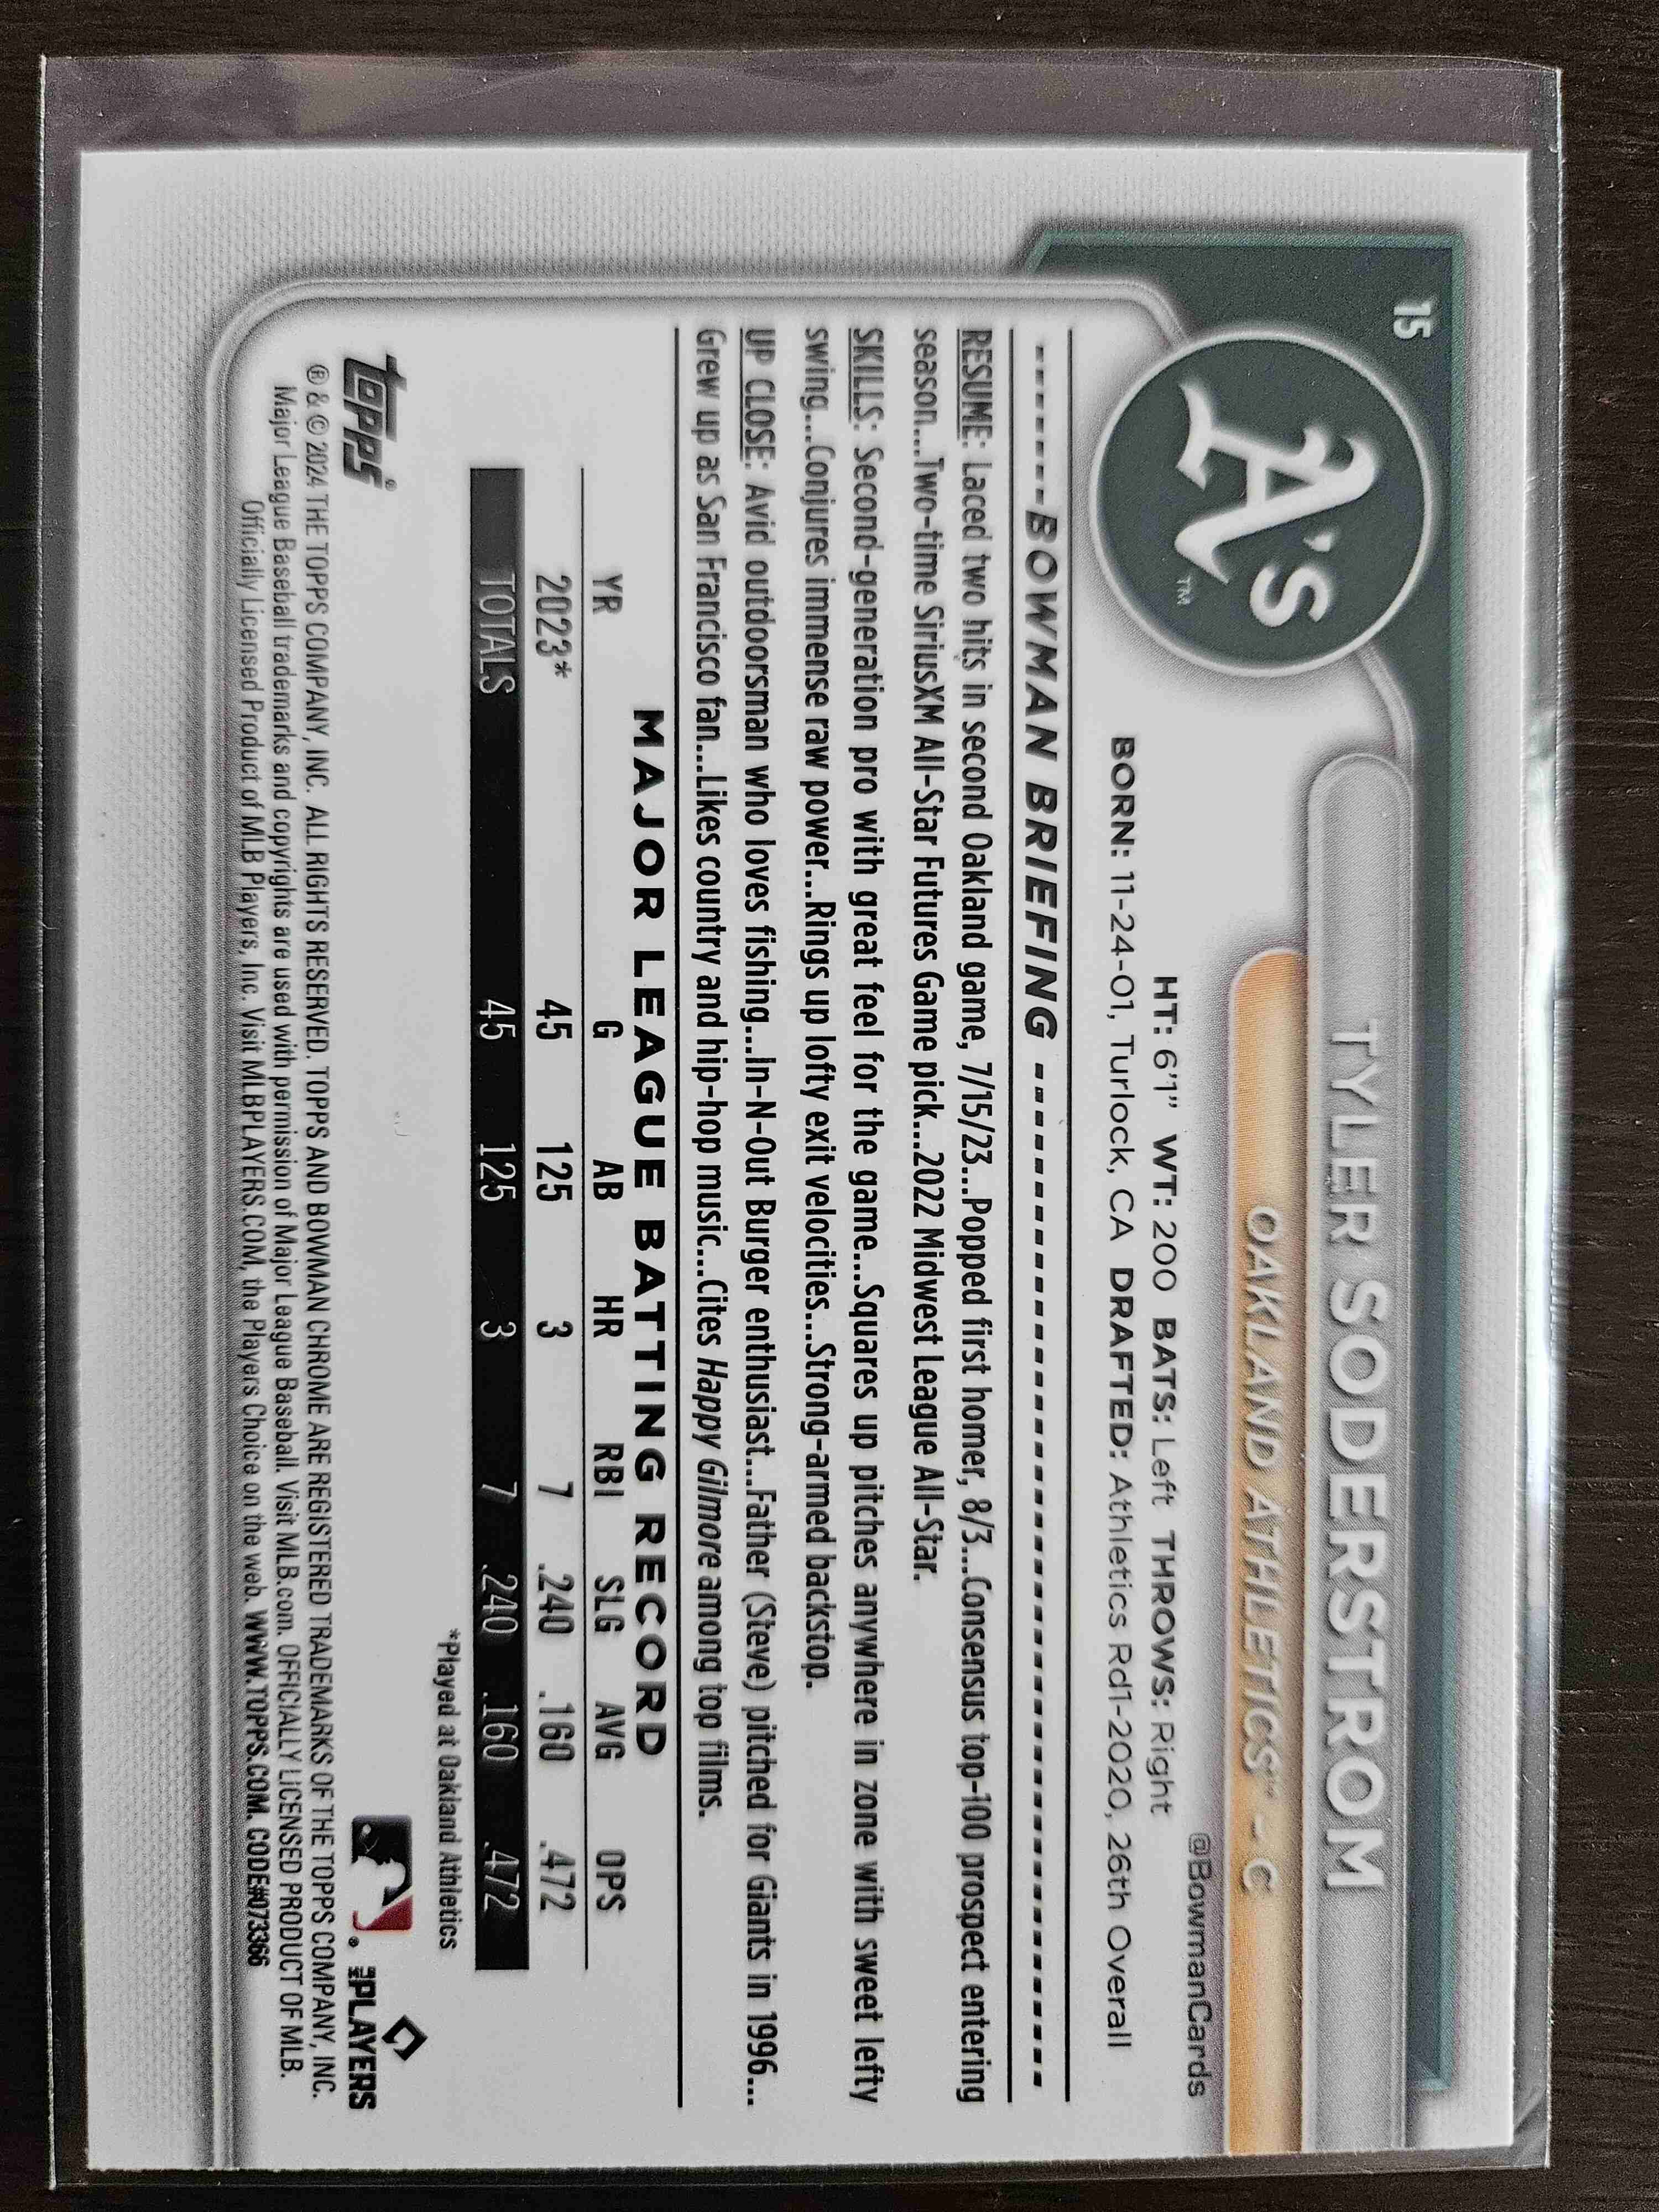 15
A's™
TYLER SODERSTROM
OAKLAND ATHLETICS™ - C
@BowmanCards
HT: 6'1" WT: 200 BATS: Left THROWS: Right
BORN: 11-24-01, Turlock, CA DRAFTED: Athletics Rd1-2020, 26th Overall
BOWMAN BRIEFING
RESUME: Laced two hits in second Oakland game, 7/15/23...Popped first homer, 8/3...Consensus top-100 prospect entering
season...Two-time SiriusXM All-Star Futures Game pick...2022 Midwest League All-Star.
SKILLS: Second-generation pro with great feel for the game...Squares up pitches anywhere in zone with sweet lefty
swing...Conjures immense raw power...Rings up lofty exit velocities...Strong-armed backstop.
UP CLOSE: Avid outdoorsman who loves fishing...In-N-Out Burger enthusiast...Father (Steve) pitched for Giants in 1996...
Grew up as San Francisco fan...Likes country and hip-hop music...Cites Happy Gilmore among top films.
MAJOR LEAGUE BATTING RECORD
YR G AB HR RBI SLG AVG OPS
2023* 45 125 3 7 .240 .160 .472
TOTALS 45 125 3 7 .240 .160 .472
*Played at Oakland Athletics
topps®
MLB PLAYERS
® & © 2024 THE TOPPS COMPANY, INC. ALL RIGHTS RESERVED. TOPPS AND BOWMAN CHROME ARE REGISTERED TRADEMARKS OF THE TOPPS COMPANY, INC.
Major League Baseball trademarks and copyrights are used with permission of Major League Baseball. Visit MLB.com. OFFICIALLY LICENSED PRODUCT OF MLB.
Officially Licensed Product of MLB Players, Inc. Visit MLBPLAYERS.COM, the Players Choice on the web. WWW.TOPPS.COM. CODE#073366